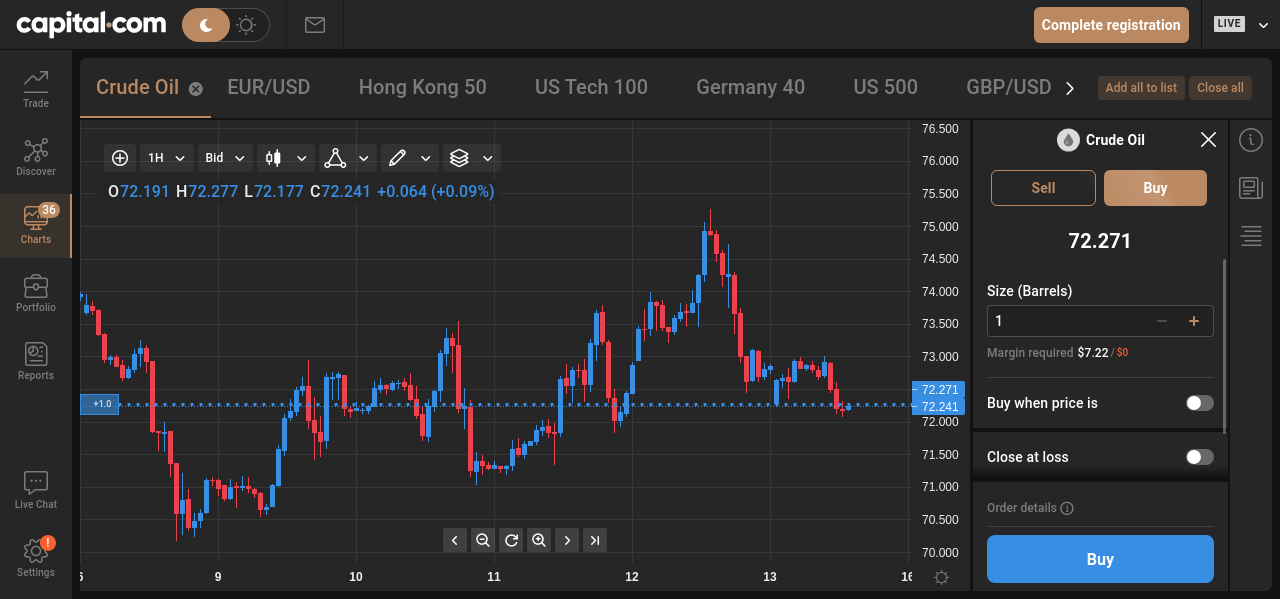 capital.com
Complete registration
LIVE
Trade
Discover
36
Charts
Portfolio
Reports
Live Chat
!
Settings
Crude Oil
EUR/USD
Hong Kong 50
US Tech 100
Germany 40
US 500
GBP/USD
Add all to list
Close all
1H
Bid
O72.191 H72.277 L72.177 C72.241 +0.064 (+0.09%)
+1.0
76.500
76.000
75.500
75.000
74.500
74.000
73.500
73.000
72.271
72.241
72.000
71.500
71.000
70.500
70.000
6 9 10 11 12 13 16
Crude Oil
Sell
Buy
72.271
Size (Barrels)
1
Margin required $7.22 / $0
Buy when price is
Close at loss
Order details
Buy